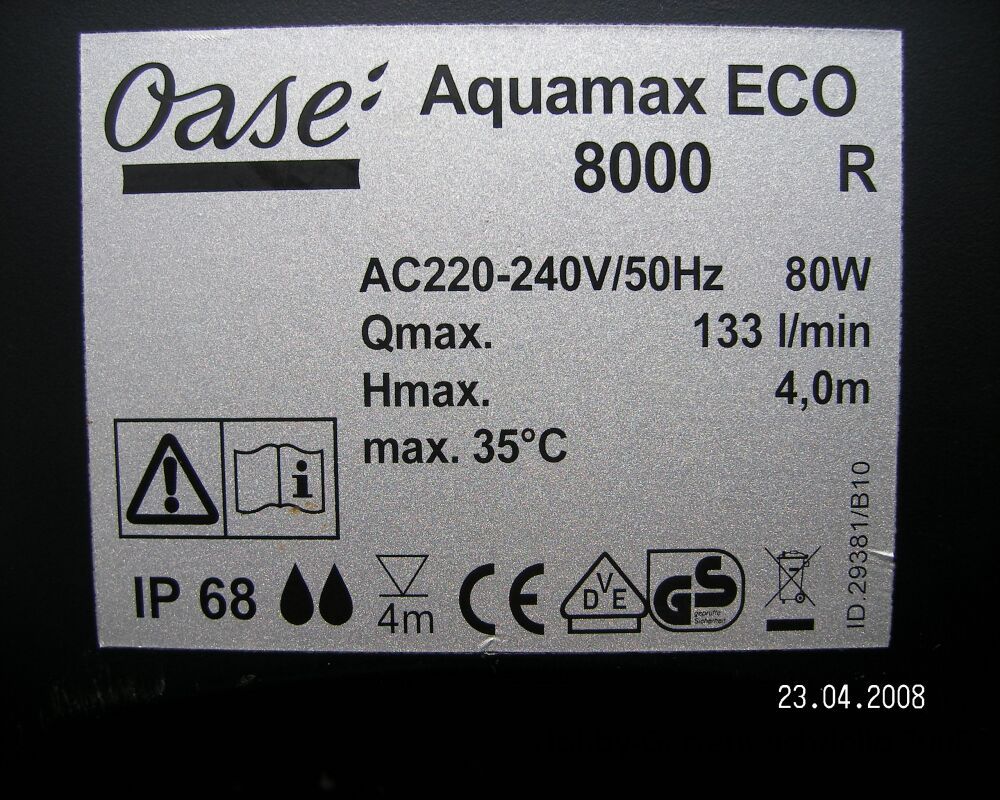 Oase
Aquamax ECO
8000 R
AC220-240V/50Hz 80W
Qmax. 133 l/min
Hmax. 4,0m
max. 35°C
i
IP 68
4m
CE
VDE
GS
geprüfte
Sicherheit
ID.29381/B10
23.04.2008